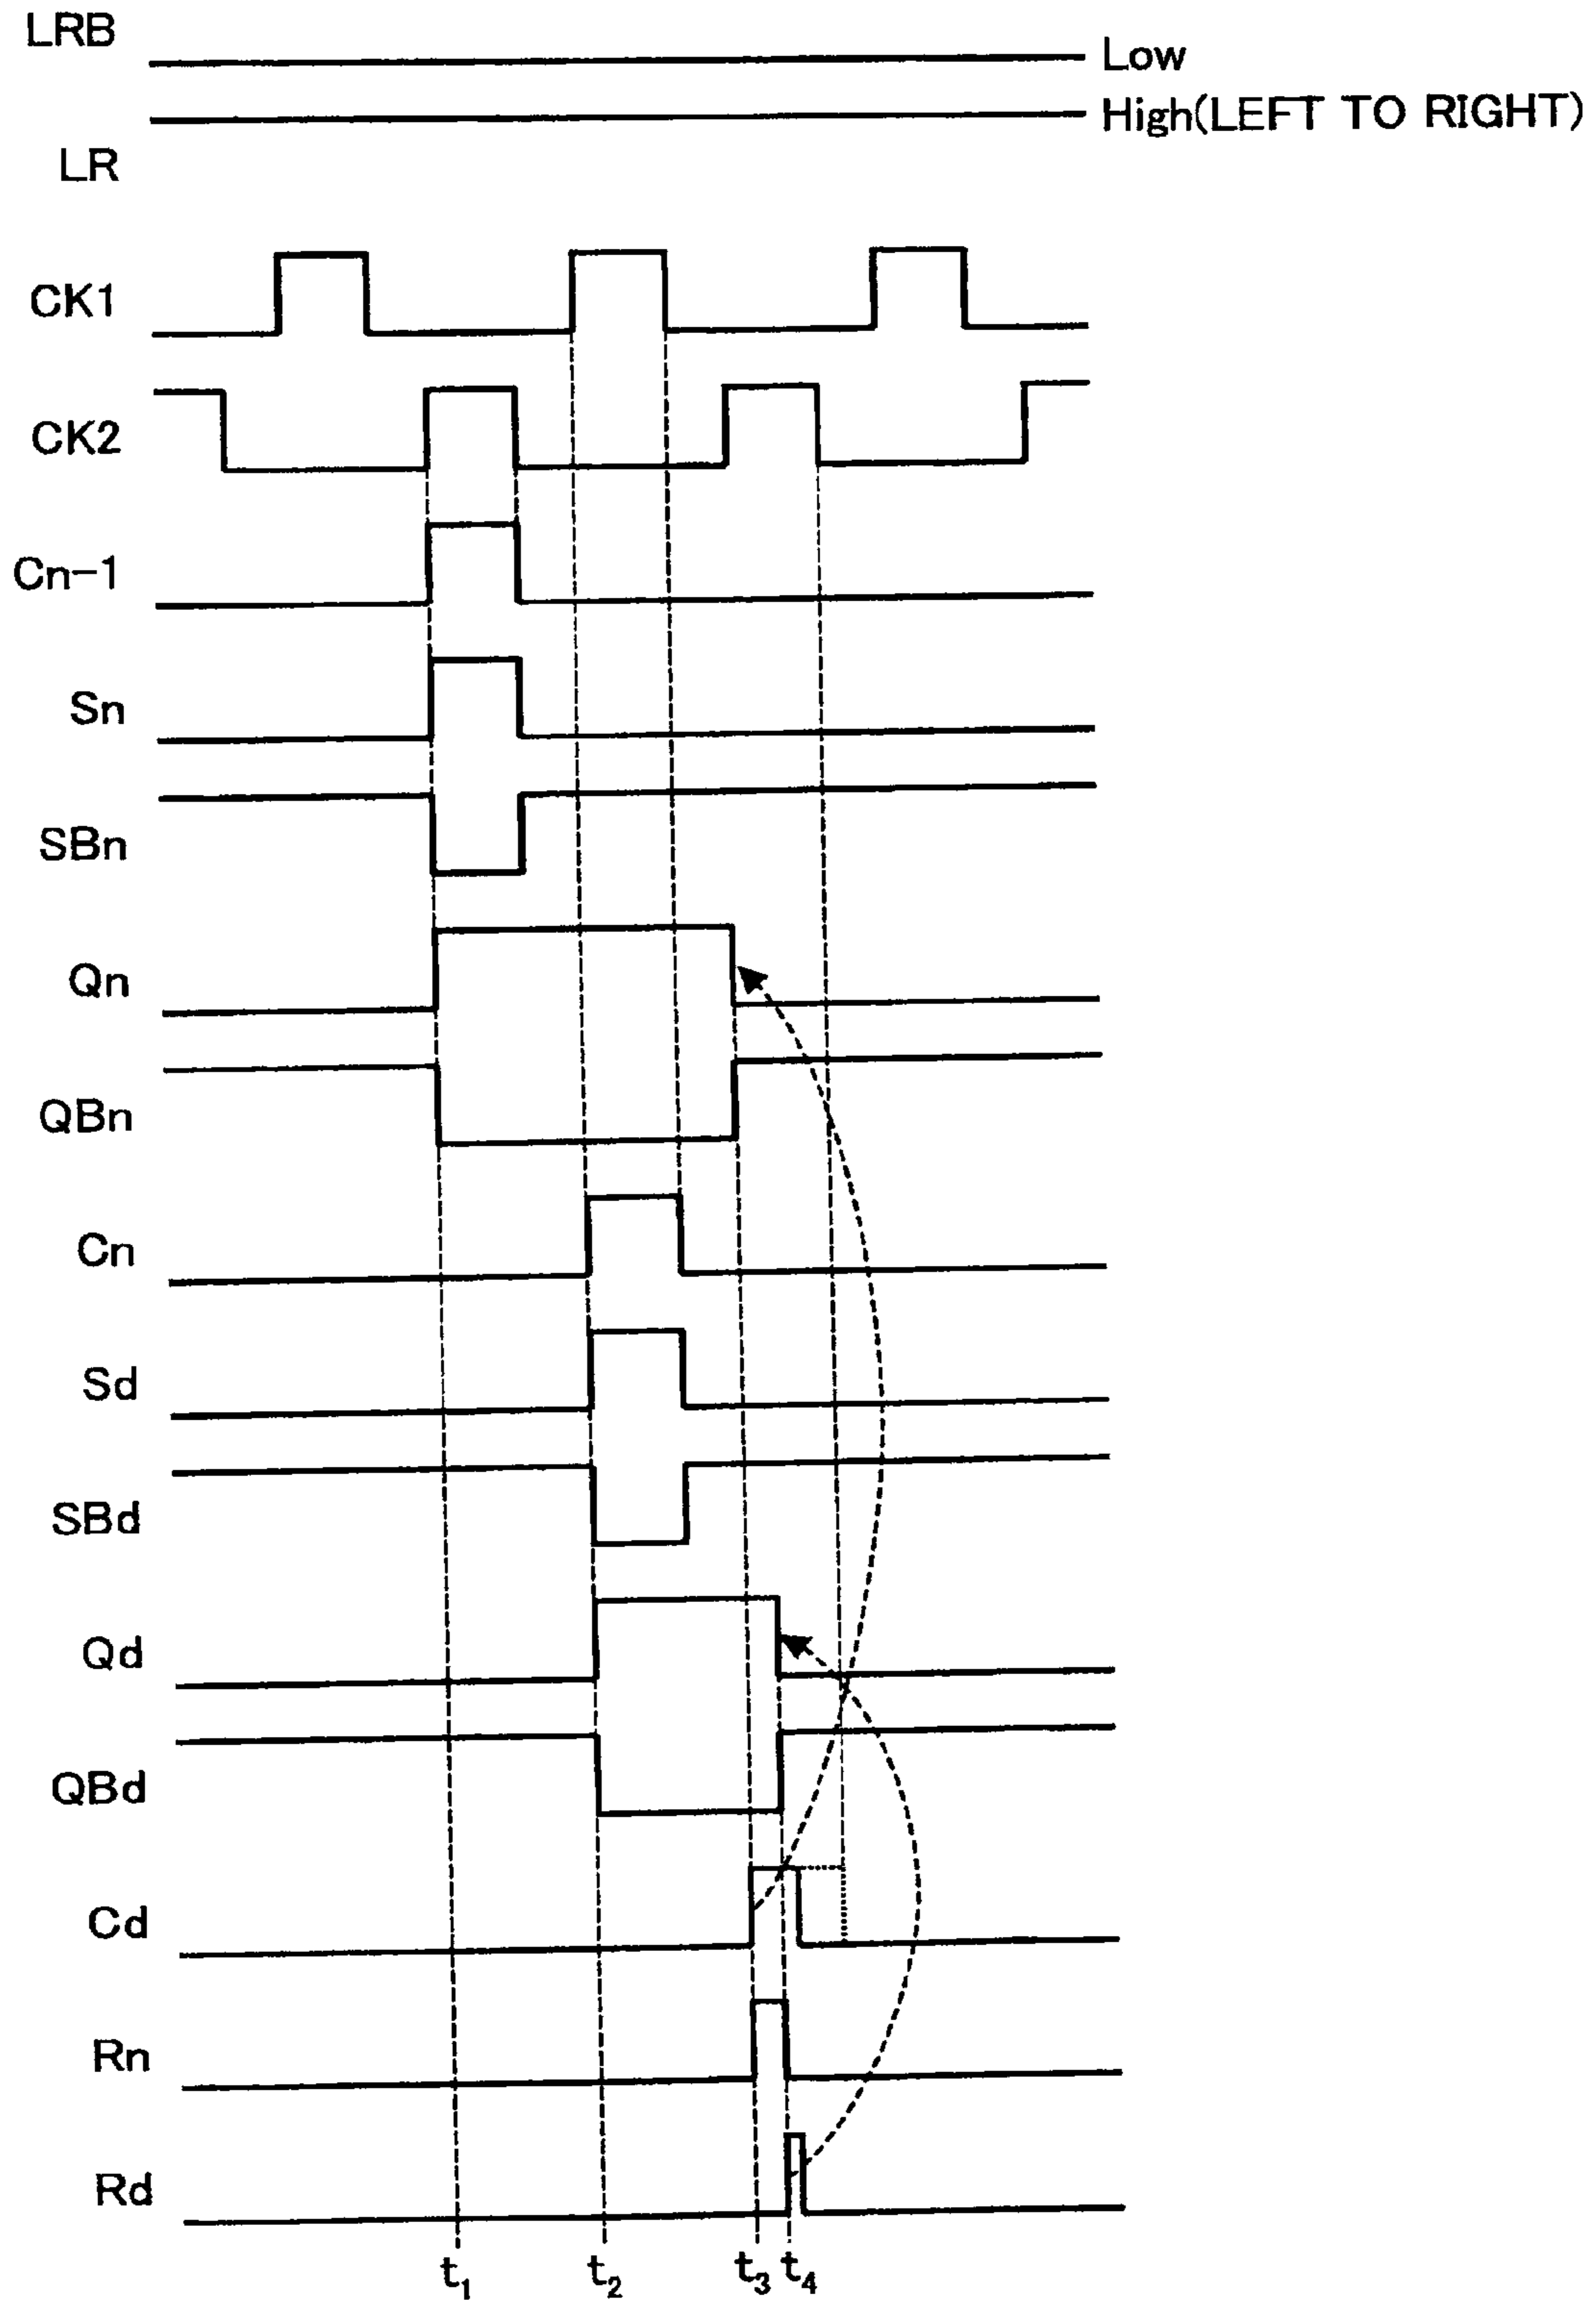 LRB
Low
High(LEFT TO RIGHT)
LR
CK1
CK2
Cn-1
Sn
SBn
Qn
QBn
Cn
Sd
SBd
Qd
QBd
Cd
Rn
Rd
t1 t2 t3 t4